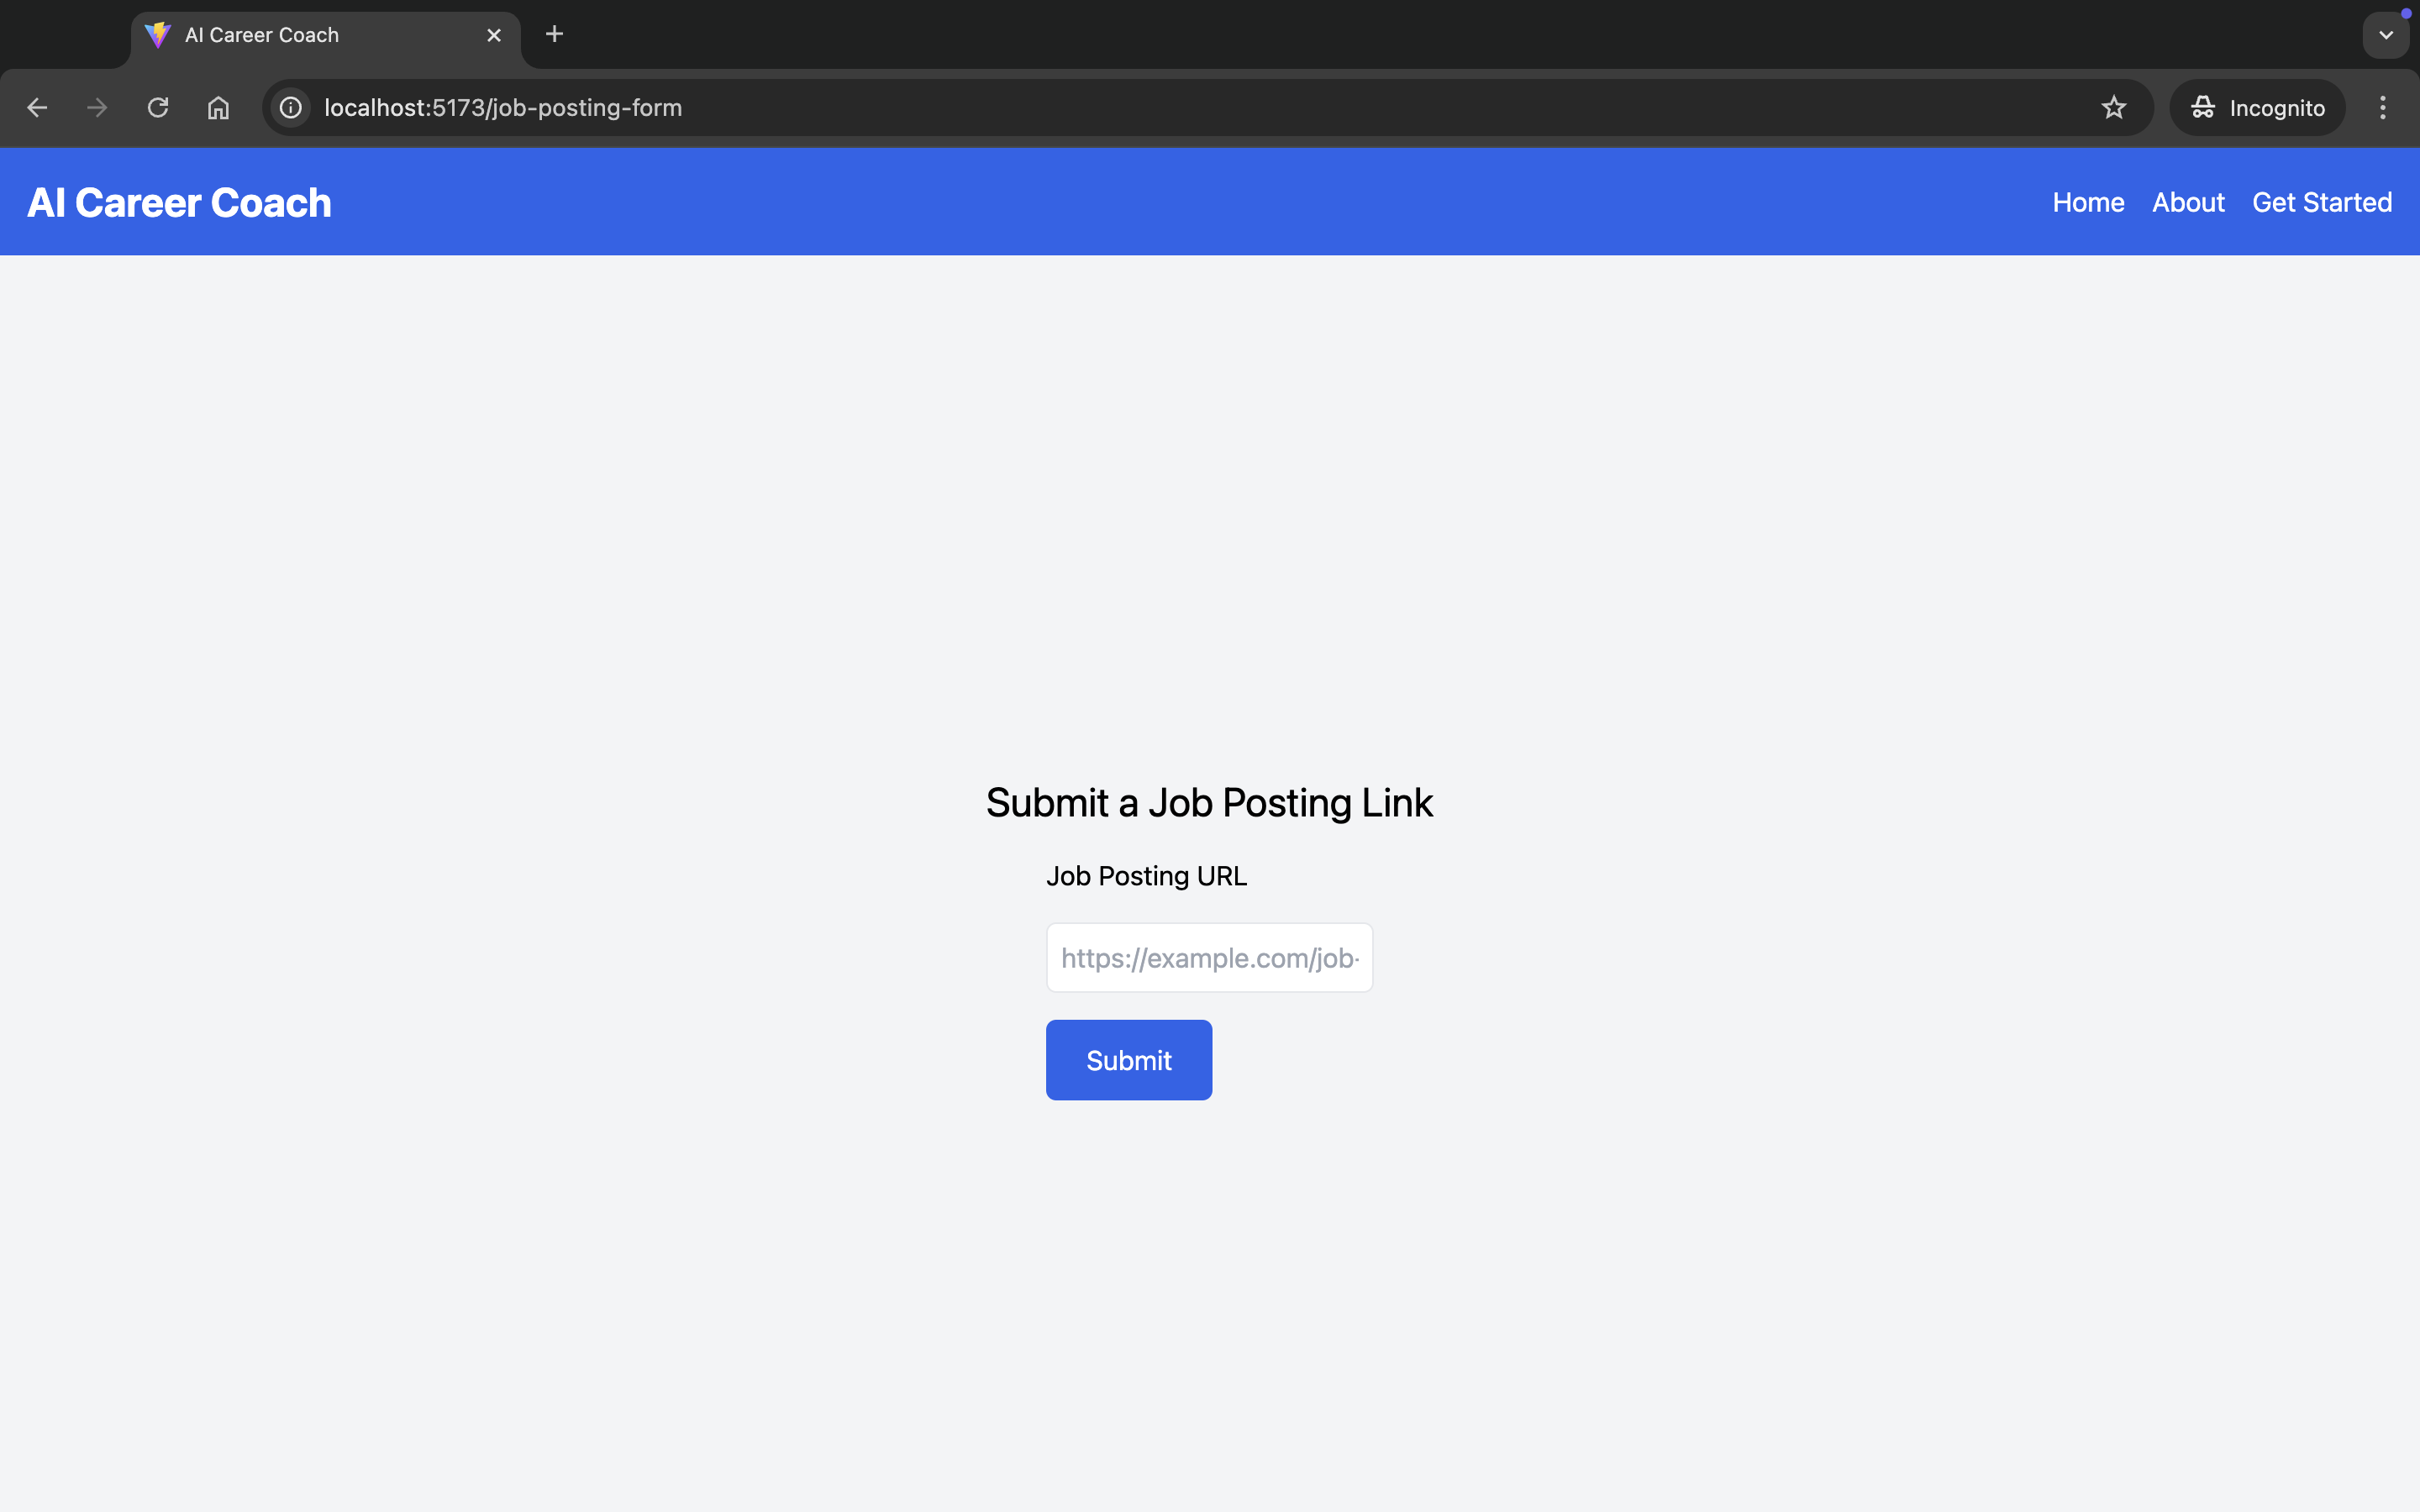 AI Career Coach
localhost:5173/job-posting-form
Incognito
AI Career Coach
Home About Get Started
Submit a Job Posting Link
Job Posting URL
https://example.com/job-
Submit